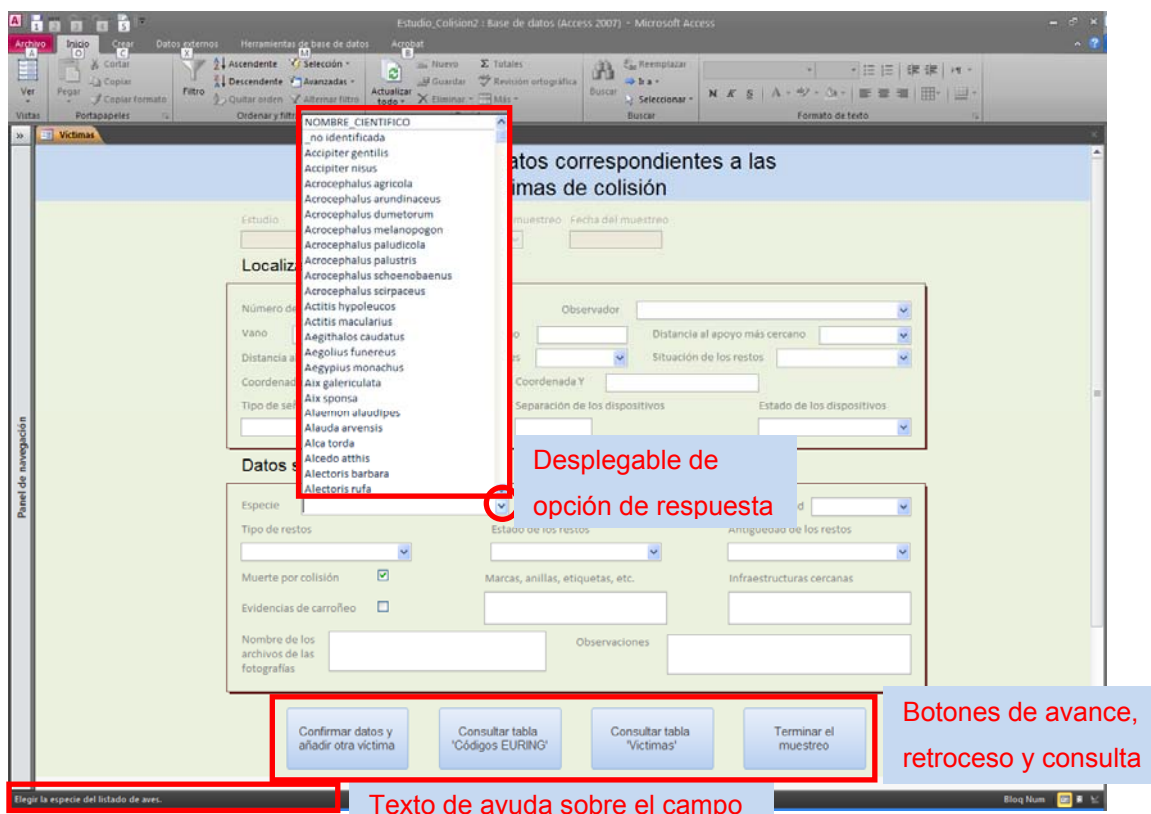 Estudio_Colision2 : Base de datos (Access 2007) - Microsoft Access
Archivo Inicio Crear Datos externos Herramientas de base de datos Acrobat
Ver
Pegar
Cortar
Copiar
Copiar formato
Filtro
Ascendente
Descendente
Quitar orden
Selección
Avanzadas
Alternar filtro
Actualizar todo
Nuevo
Guardar
Eliminar
Totales
Revisión ortográfica
Más
Buscar
Reemplazar
Ir a
Seleccionar
N K S
Vistas Portapapeles Ordenar y filtr Buscar Formato de texto
Víctimas
Panel de navegación
atos correspondientes a las
timas de colisión
Estudio muestreo Fecha del muestreo
Localiza
Número de Observador
Vano Distancia al apoyo más cercano
Distancia a Situación de los restos
Coordenad Coordenada Y
Tipo de señ Separación de los dispositivos Estado de los dispositivos
NOMBRE_CIENTIFICO
_no identificada
Accipiter gentilis
Accipiter nisus
Acrocephalus agricola
Acrocephalus arundinaceus
Acrocephalus dumetorum
Acrocephalus melanopogon
Acrocephalus paludicola
Acrocephalus palustris
Acrocephalus schoenobaenus
Acrocephalus scirpaceus
Actitis hypoleucos
Actitis macularius
Aegithalos caudatus
Aegolius funereus
Aegypius monachus
Aix galericulata
Aix sponsa
Alaemon alaudipes
Alauda arvensis
Alca torda
Alcedo atthis
Alectoris barbara
Alectoris rufa
Desplegable de
opción de respuesta
Datos s
Especie
Tipo de restos Estado de los restos Antigüedad de los restos
Muerte por colisión Marcas, anillas, etiquetas, etc. Infraestructuras cercanas
Evidencias de carroñeo
Nombre de los
archivos de las
fotografías
Observaciones
Confirmar datos y
añadir otra víctima
Consultar tabla
'Códigos EURING'
Consultar tabla
'Víctimas'
Terminar el
muestreo
Botones de avance,
retroceso y consulta
Elegir la especie del listado de aves.
Texto de ayuda sobre el campo
Bloq Num